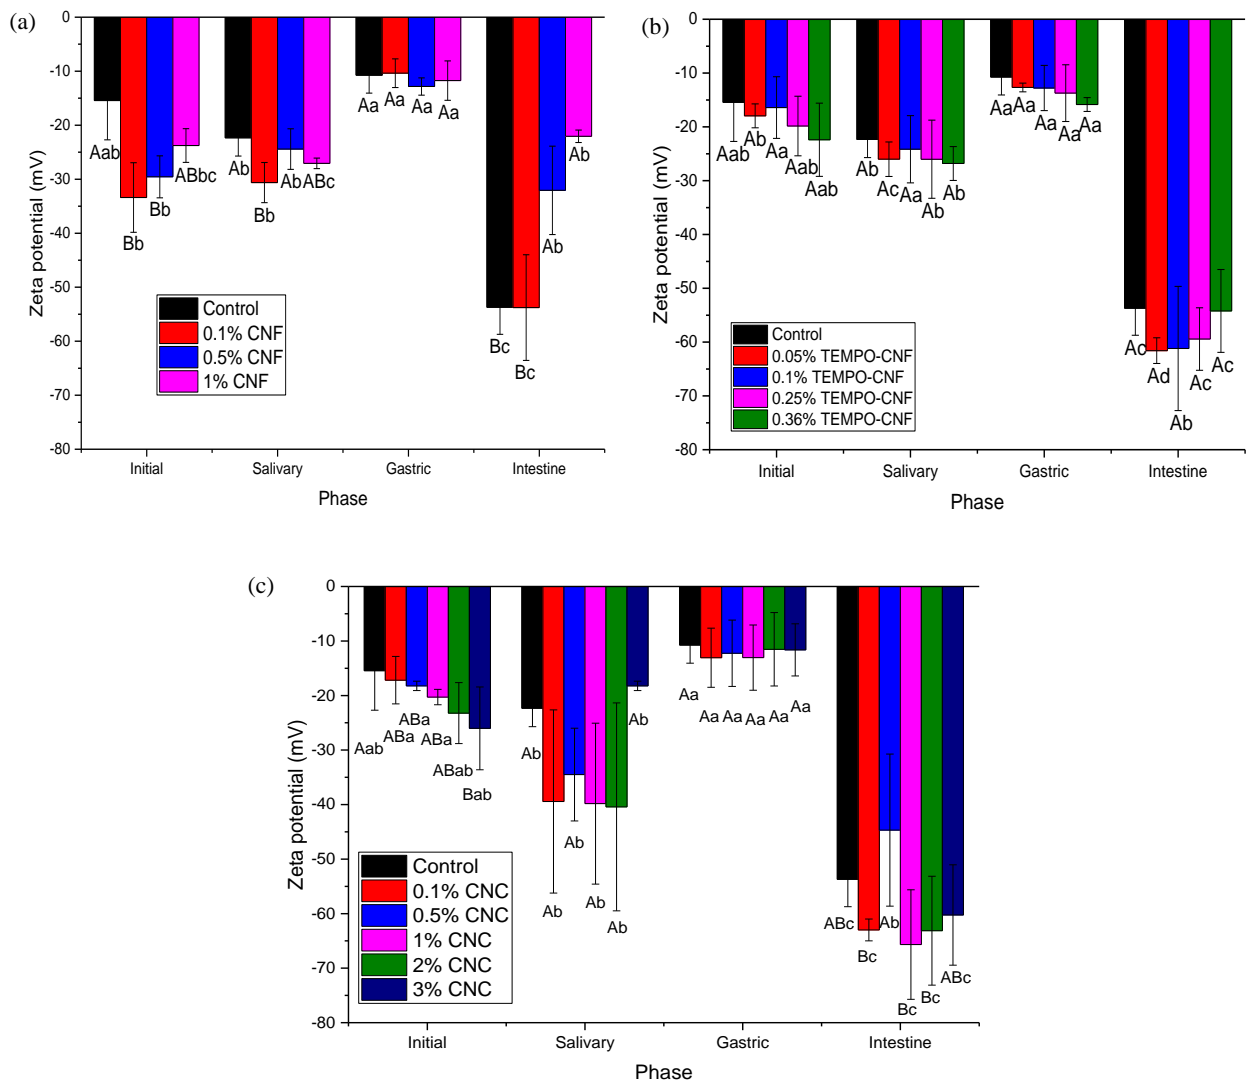 (a)
0
-10
-20
-30
-40
-50
-60
-70
-80
Zeta potential (mV)
Aab
Bb
Bb
ABbc
Ab
Bb
Ab
ABc
Aa
Aa
Aa
Aa
Bc
Bc
Ab
Ab
Control
0.1% CNF
0.5% CNF
1% CNF
Initial Salivary Gastric Intestine
Phase
(b)
0
-10
-20
-30
-40
-50
-60
-70
-80
Zeta potential (mV)
Aab
Ab
Aa
Aab
Aab
Ab
Ac
Aa
Ab
Ab
Aa
Aa
Aa
Aa
Aa
Ac
Ad
Ab
Ac
Ac
Control
0.05% TEMPO-CNF
0.1% TEMPO-CNF
0.25% TEMPO-CNF
0.36% TEMPO-CNF
Initial Salivary Gastric Intestine
Phase
(c)
0
-10
-20
-30
-40
-50
-60
-70
-80
Zeta potential (mV)
Aab
ABa
ABa
ABa
ABab
Bab
Ab
Ab
Ab
Ab
Ab
Ab
Aa
Aa
Aa
Aa
Aa
Aa
ABc
Bc
Ab
Bc
Bc
ABc
Control
0.1% CNC
0.5% CNC
1% CNC
2% CNC
3% CNC
Initial Salivary Gastric Intestine
Phase